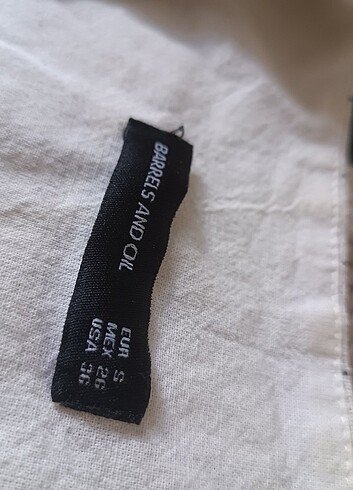 BARRELS AND OIL
EUR S
MEX 26
USA 36